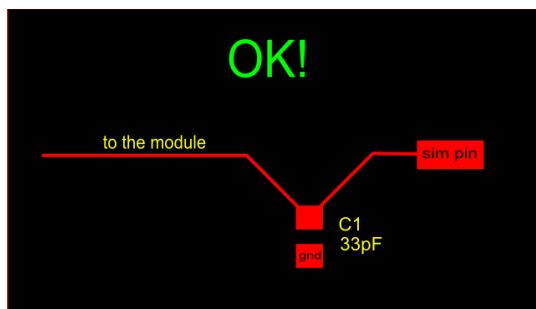 OK!
to the module
sim pin
C1
33pF
gnd